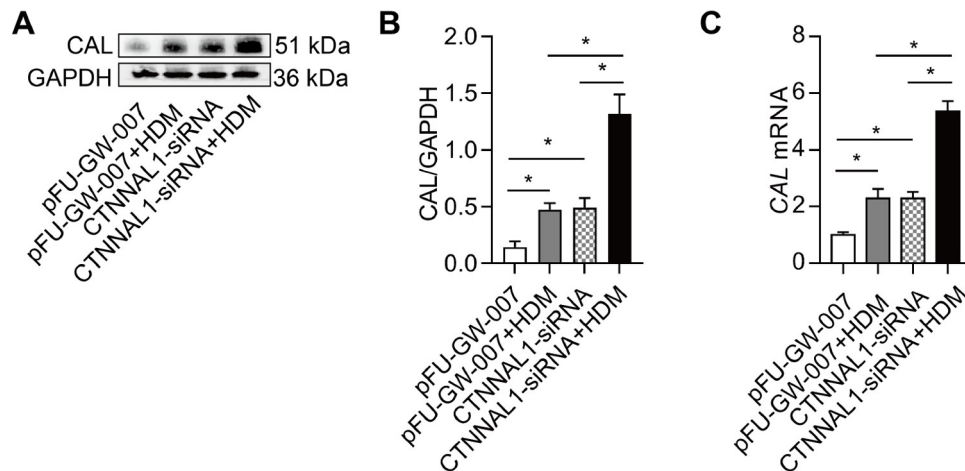 A
CAL
51 kDa
GAPDH
36 kDa
pFU-GW-007
pFU-GW-007+HDM
CTNNAL1-siRNA
CTNNAL1-siRNA+HDM
B
CAL/GAPDH
2.0
1.5
1.0
0.5
0.0
*
*
*
*
pFU-GW-007
pFU-GW-007+HDM
CTNNAL1-siRNA
CTNNAL1-siRNA+HDM
C
CAL mRNA
8
6
4
2
0
*
*
*
*
pFU-GW-007
pFU-GW-007+HDM
CTNNAL1-siRNA
CTNNAL1-siRNA+HDM